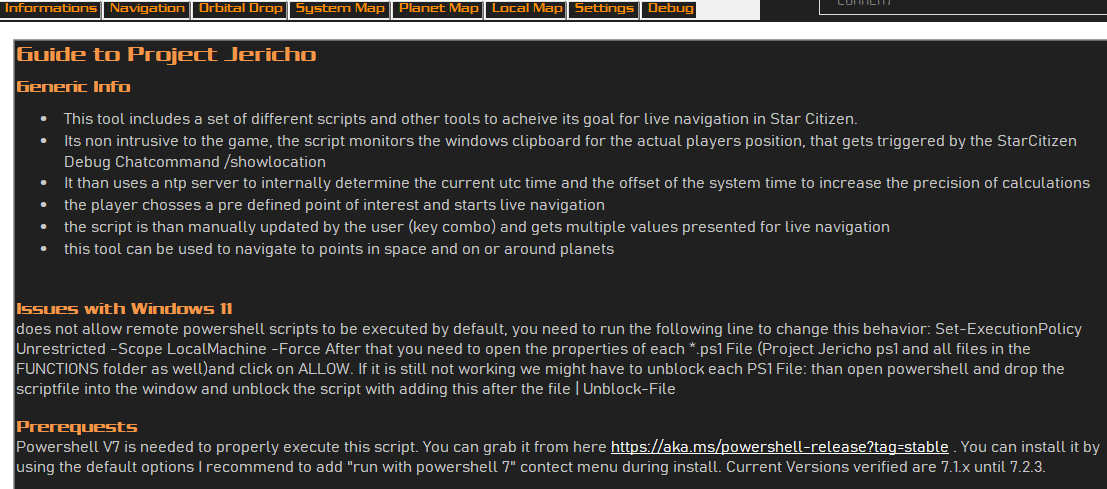 Informations Navigation Orbital Drop System Map Planet Map Local Map Settings Debug
Guide to Project Jericho
Generic Info
• This tool includes a set of different scripts and other tools to acheive its goal for live navigation in Star Citizen.
• Its non intrusive to the game, the script monitors the windows clipboard for the actual players position, that gets triggered by the StarCitizen
Debug Chatcommand /showlocation
• It than uses a ntp server to internally determine the current utc time and the offset of the system time to increase the precision of calculations
• the player chosses a pre defined point of interest and starts live navigation
• the script is than manually updated by the user (key combo) and gets multiple values presented for live navigation
• this tool can be used to navigate to points in space and on or around planets
Issues with Windows 11
does not allow remote powershell scripts to be executed by default, you need to run the following line to change this behavior: Set-ExecutionPolicy
Unrestricted -Scope LocalMachine -Force After that you need to open the properties of each *.ps1 File (Project Jericho ps1 and all files in the
FUNCTIONS folder as well)and click on ALLOW. If it is still not working we might have to unblock each PS1 File: than open powershell and drop the
scriptfile into the window and unblock the script with adding this after the file | Unblock-File
Prerequests
Powershell V7 is needed to properly execute this script. You can grab it from here https://aka.ms/powershell-release?tag=stable . You can install it by
using the default options I recommend to add "run with powershell 7" contect menu during install. Current Versions verified are 7.1.x until 7.2.3.